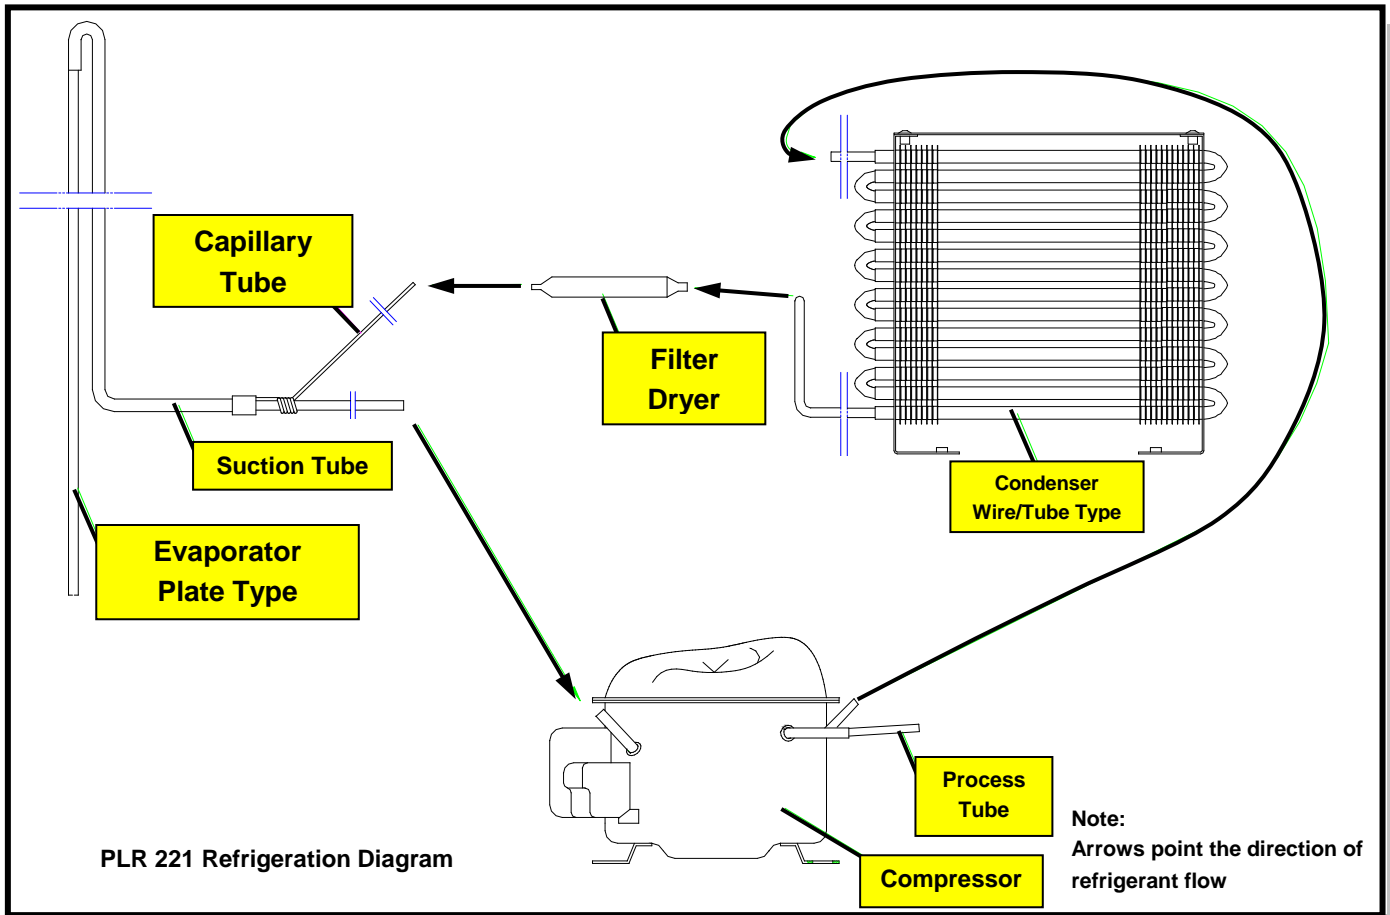 Capillary
Tube
Filter
Dryer
Suction Tube
Condenser
Wire/Tube Type
Evaporator
Plate Type
Process
Tube
Note:
Arrows point the direction of
refrigerant flow
PLR 221 Refrigeration Diagram
Compressor